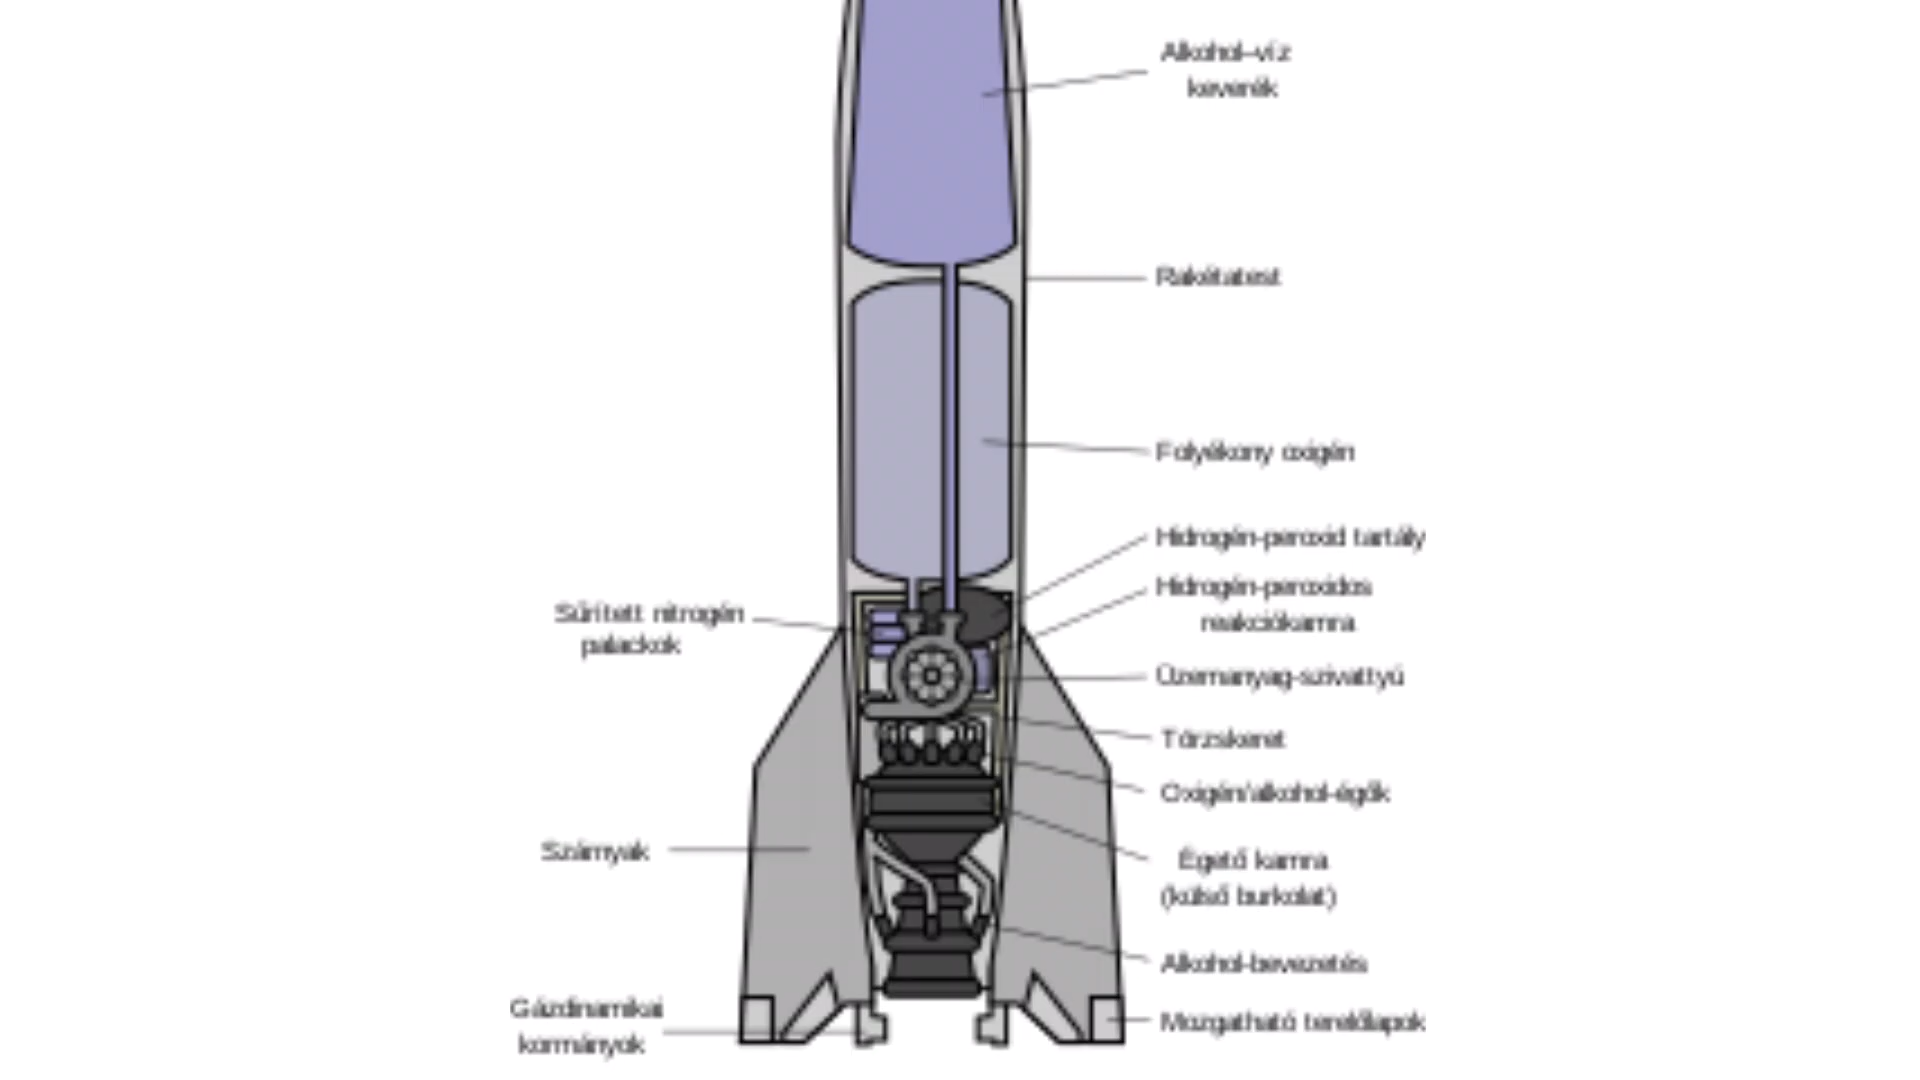 Alkohol–víz
keverék
Rakétatest
Folyékony oxigén
Hidrogén-peroxid tartály
Hidrogén-peroxidos
reakciókamra
Sűrített nitrogén
palackok
Üzemanyag-szivattyú
Törzskeret
Oxigén/alkohol-égők
Szárnyak
Égető kamra
(külső burkolat)
Alkohol-bevezetés
Gázdinamikai
kormányok
Mozgatható terelőlapok